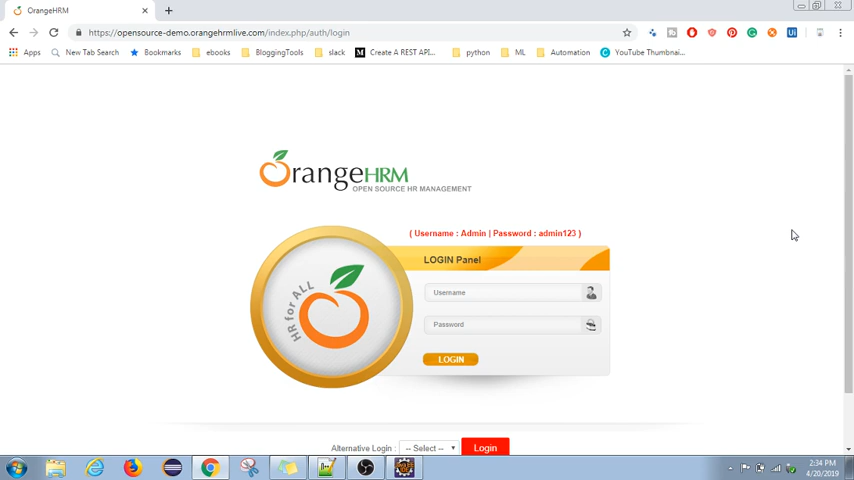 OrangeHRM
https://opensource-demo.orangehrmlive.com/index.php/auth/login
Apps
New Tab Search
Bookmarks
ebooks
BloggingTools
slack
Create A REST API...
python
ML
Automation
YouTube Thumbnai...
OrangeHRM
OPEN SOURCE HR MANAGEMENT
( Username : Admin | Password : admin123 )
LOGIN Panel
HR for ALL
Username
Password
LOGIN
Alternative Login :
-- Select --
Login
2:34 PM
4/20/2019